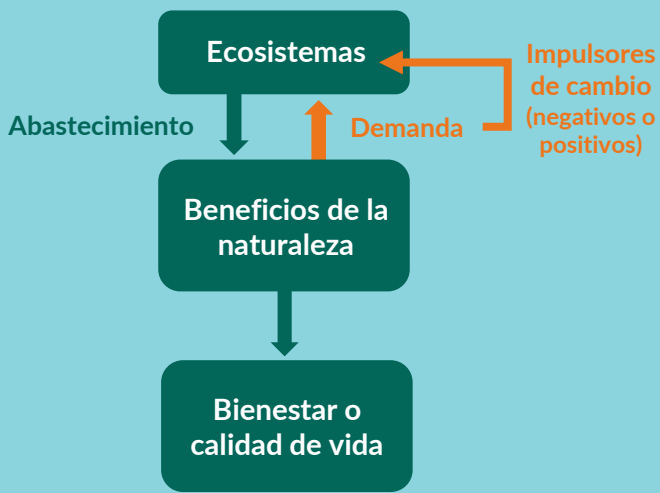 Ecosistemas
Impulsores
de cambio
(negativos o
positivos)
Abastecimiento
Demanda
Beneficios de la
naturaleza
Bienestar o
calidad de vida